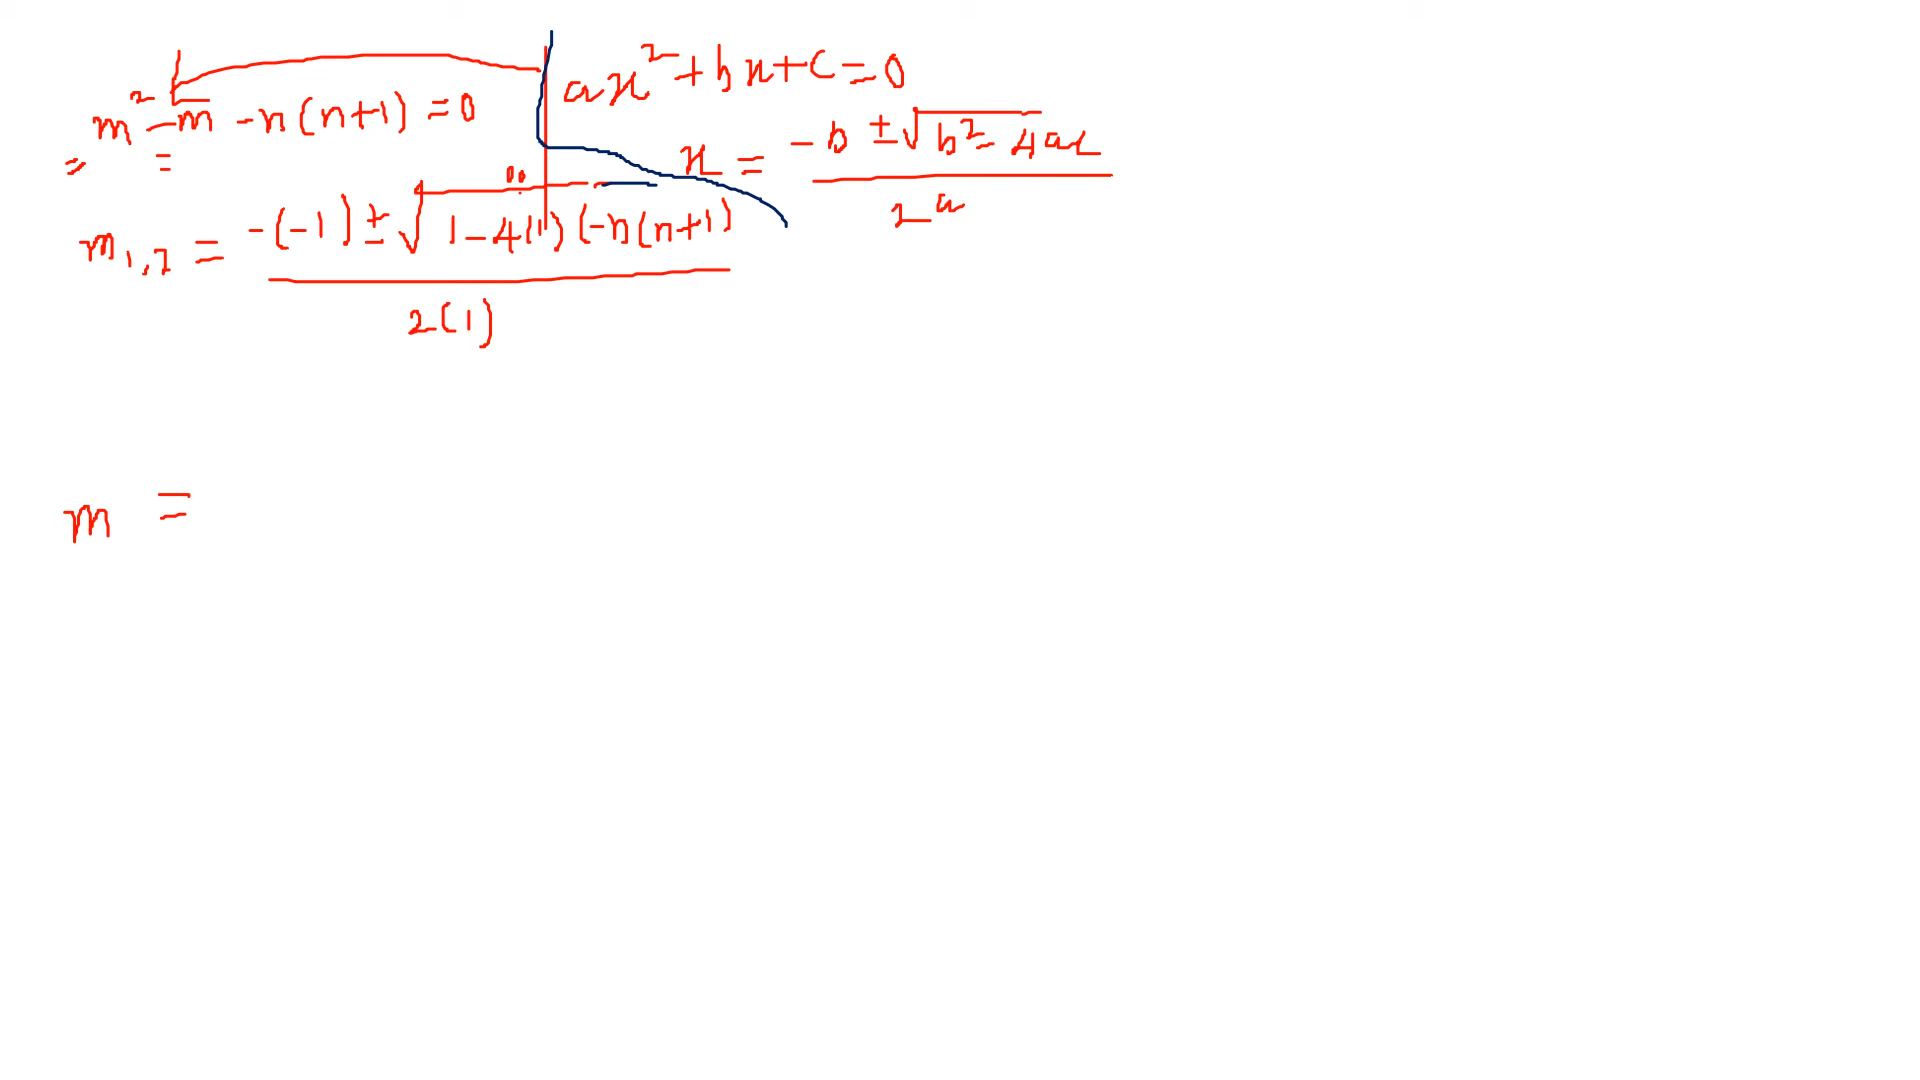 m² - m - n(n+1) = 0
ax² + bx + c = 0
x = (-b ± √(b² - 4ac)) / 2a
m₁,₂ = (-(-1) ± √(1 - 4(1)(-n(n+1))) / 2(1)
m =